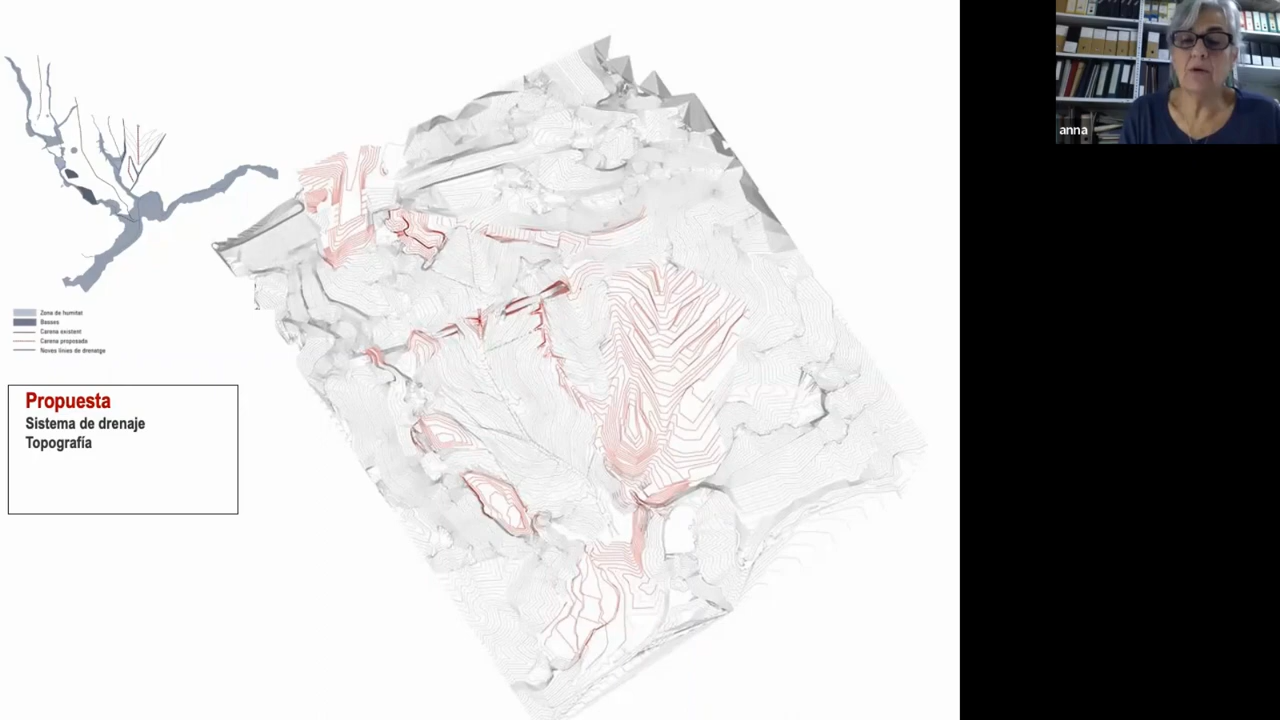 anna
Zona de humitat
Basses
Carena existent
Carena proposada
Noves línies de drenatge
Propuesta
Sistema de drenaje
Topografía